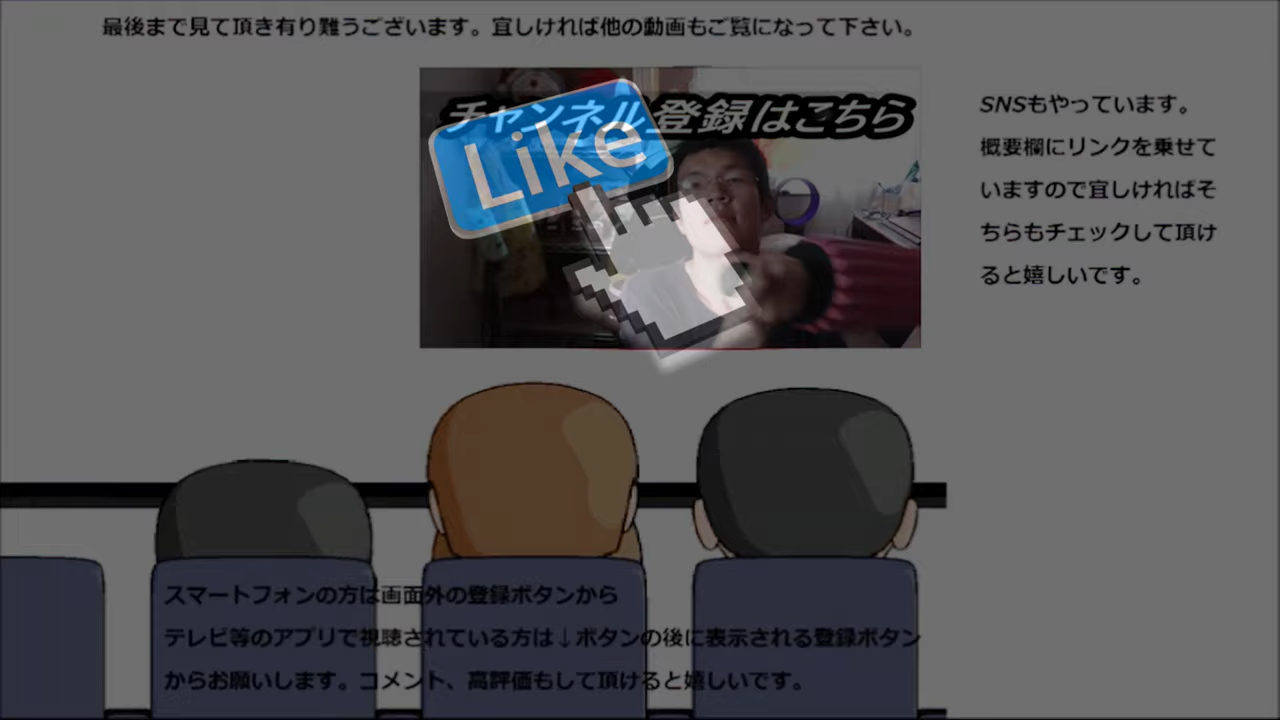 最後まで見て頂き有り難うございます。宜しければ他の動画もご覧になって下さい。
チャンネル登録はこちら
Like
SNSもやっています。
概要欄にリンクを乗せて
いますので宜しければそ
ちらもチェックして頂け
ると嬉しいです。
スマートフォンの方は画面外の登録ボタンから
テレビ等のアプリで視聴されている方は↓ボタンの後に表示される登録ボタン
からお願いします。コメント、高評価もして頂けると嬉しいです。